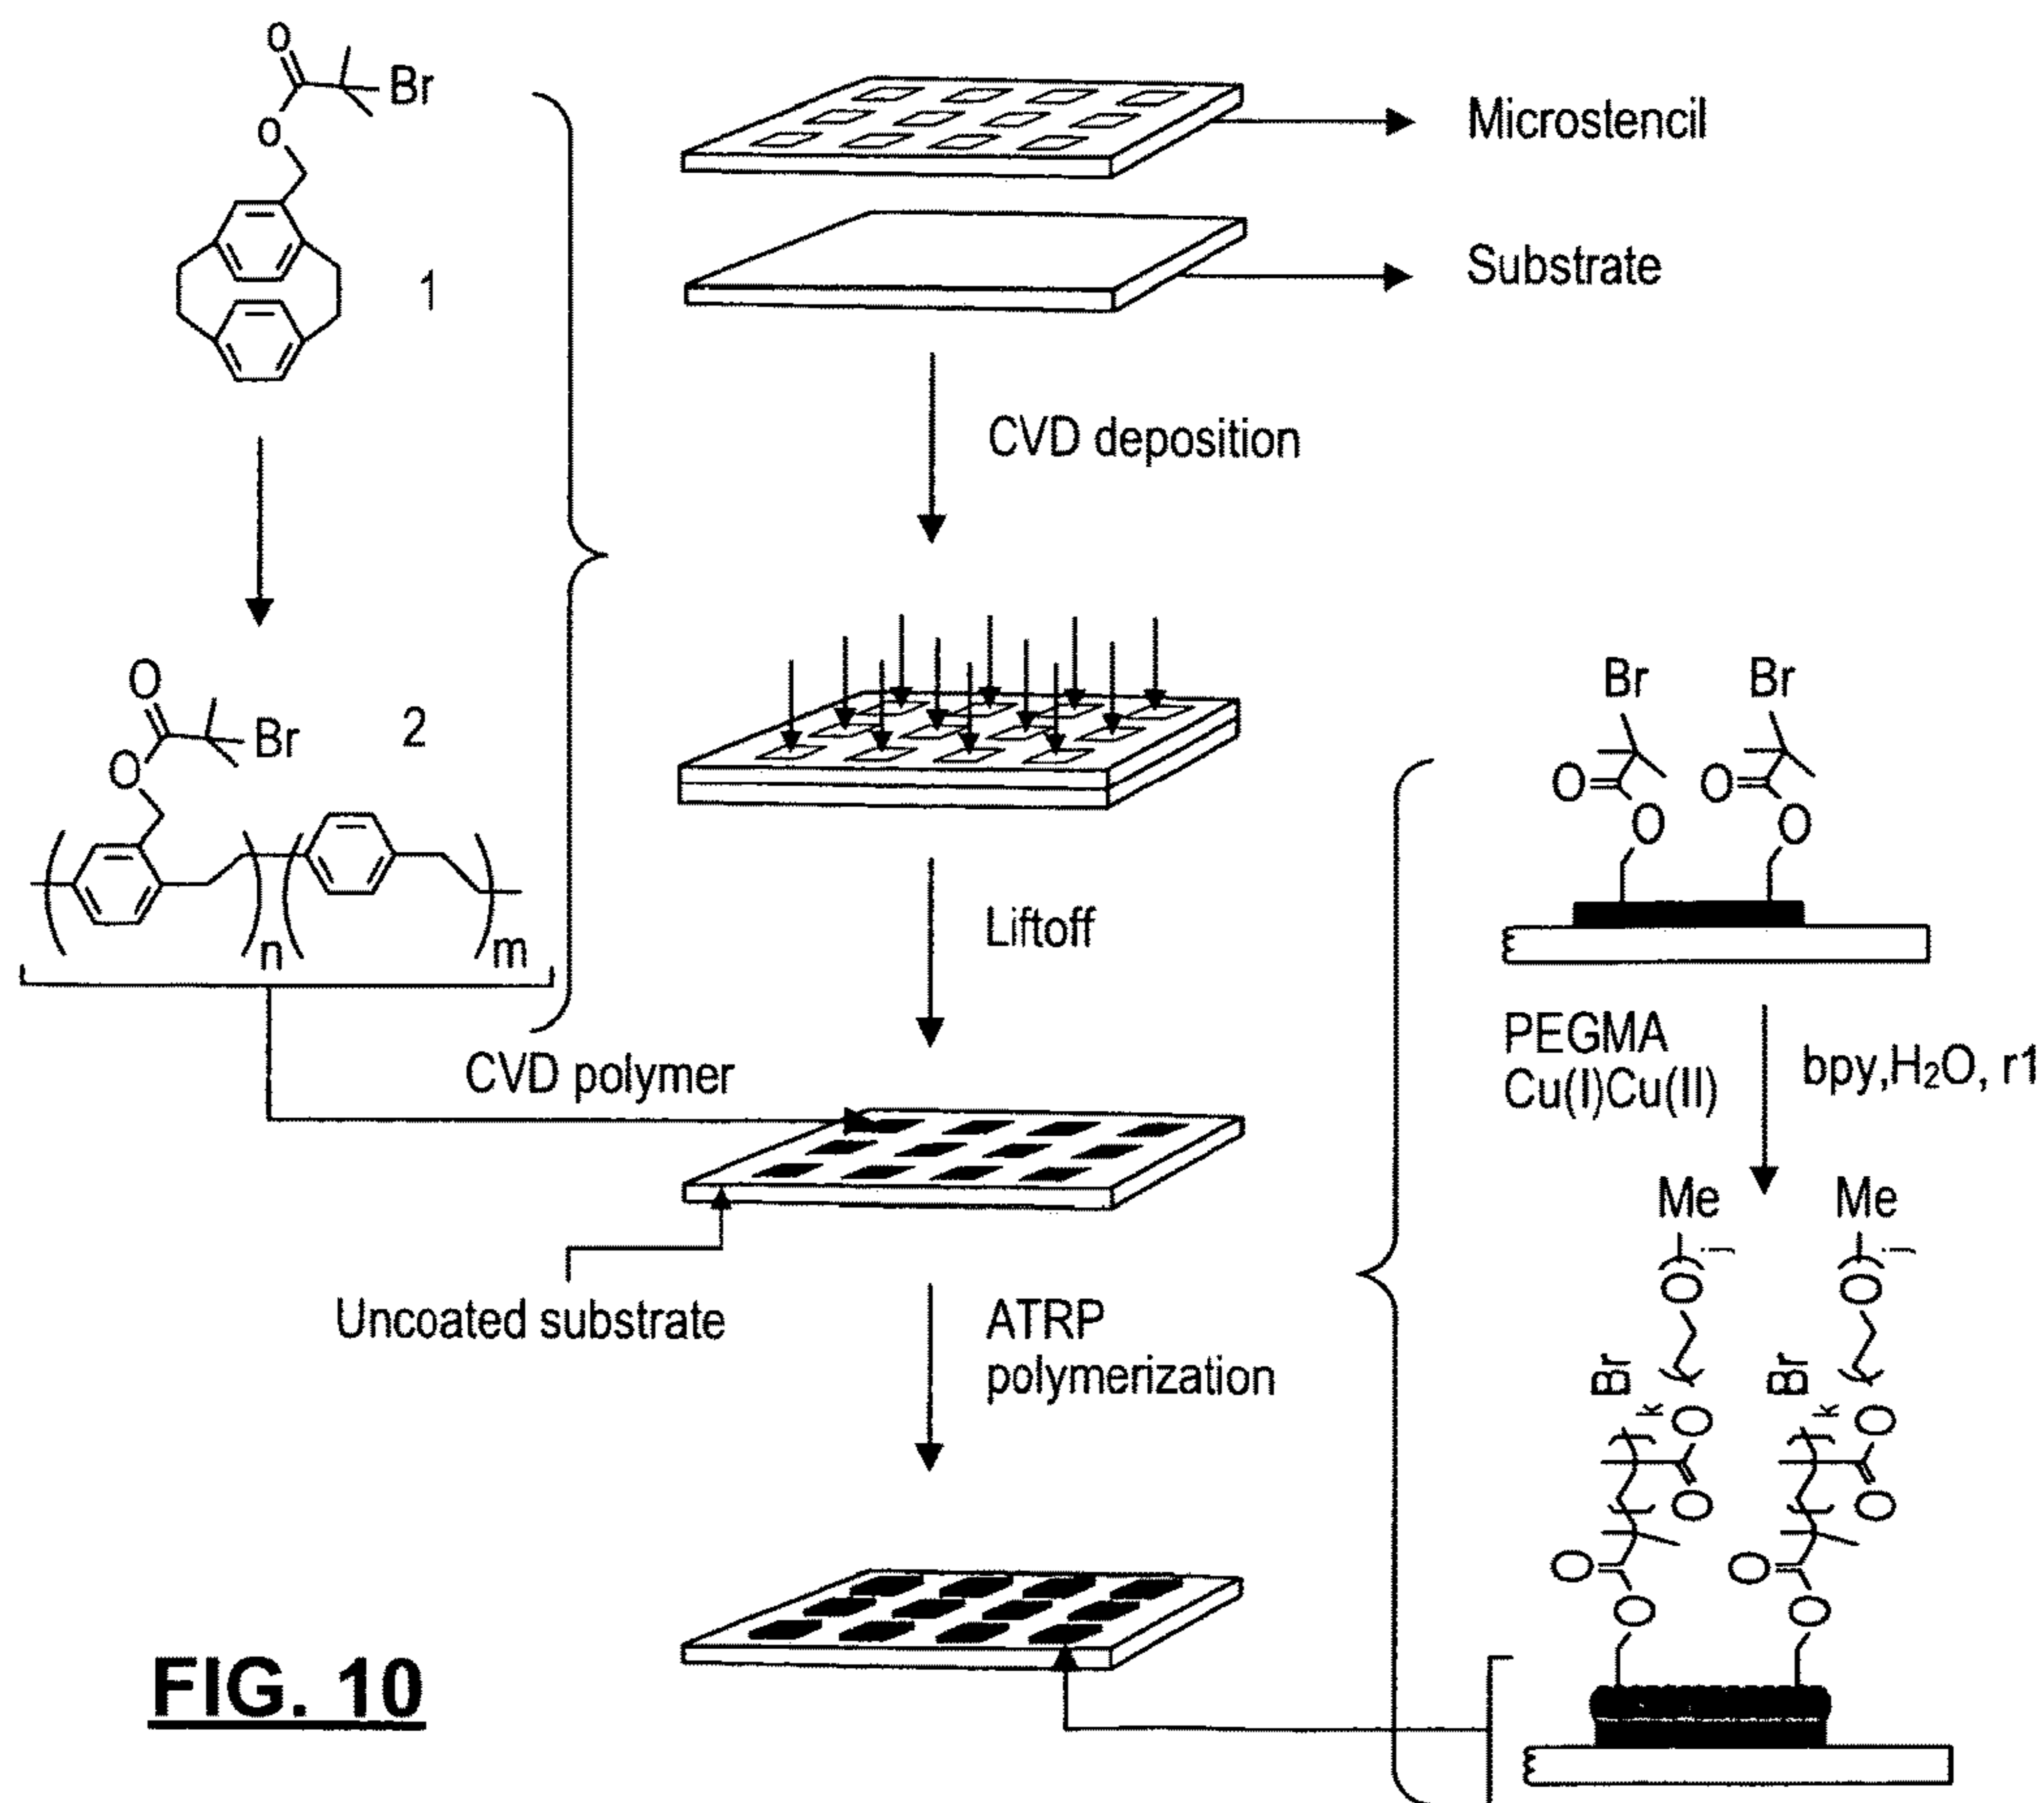 O
Br
O
1
Microstencil
Substrate
CVD deposition
O
Br
2
O
n
m
Liftoff
CVD polymer
Uncoated substrate
ATRP
polymerization
Br Br
O O
O O
PEGMA
Cu(I)Cu(II)
bpy,H₂O, r1
Me Me
j j
O O
Br Br
k k
O O
O O
O O
O O
FIG. 10